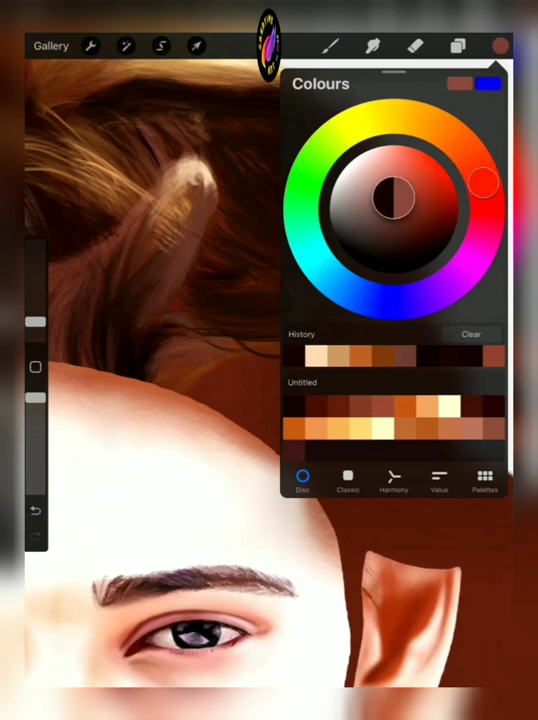 Gallery
Colours
History
Clear
Untitled
Disc
Classic
Harmony
Value
Palettes